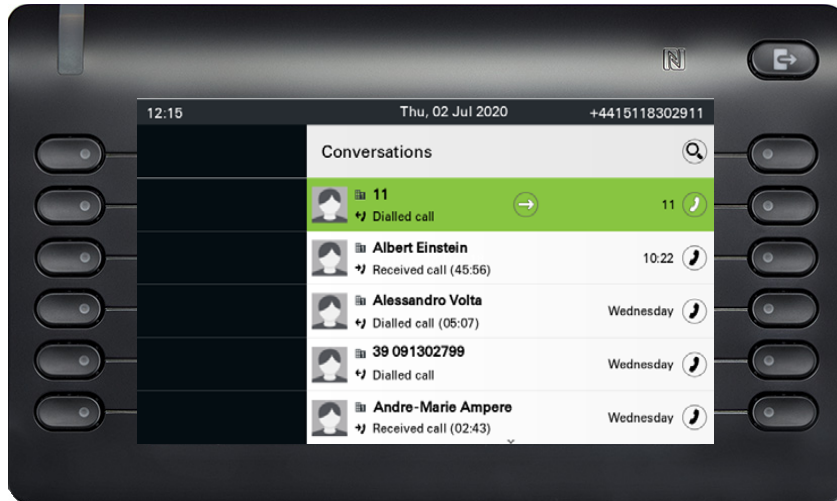 12:15 Thu, 02 Jul 2020 +4415118302911
Conversations
11
Dialled call 11
Albert Einstein
Received call (45:56) 10:22
Alessandro Volta
Dialled call (05:07) Wednesday
39 091302799
Dialled call Wednesday
Andre-Marie Ampere
Received call (02:43) Wednesday